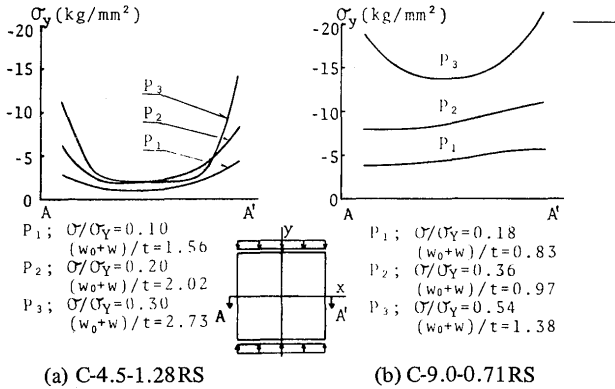 σy(kg/mm²)
-20
-15
-10
-5
0
P3
P2
P1
A
A'
P1; σ/σY=0.10
(w0+w)/t=1.56
P2; σ/σY=0.20
(w0+w)/t=2.02
P3; σ/σY=0.30
(w0+w)/t=2.73
(a) C-4.5-1.28RS
y
x
A
A'
σy(kg/mm²)
-20
-15
-10
-5
0
P3
P2
P1
A
A'
P1; σ/σY=0.18
(w0+w)/t=0.83
P2; σ/σY=0.36
(w0+w)/t=0.97
P3; σ/σY=0.54
(w0+w)/t=1.38
(b) C-9.0-0.71RS